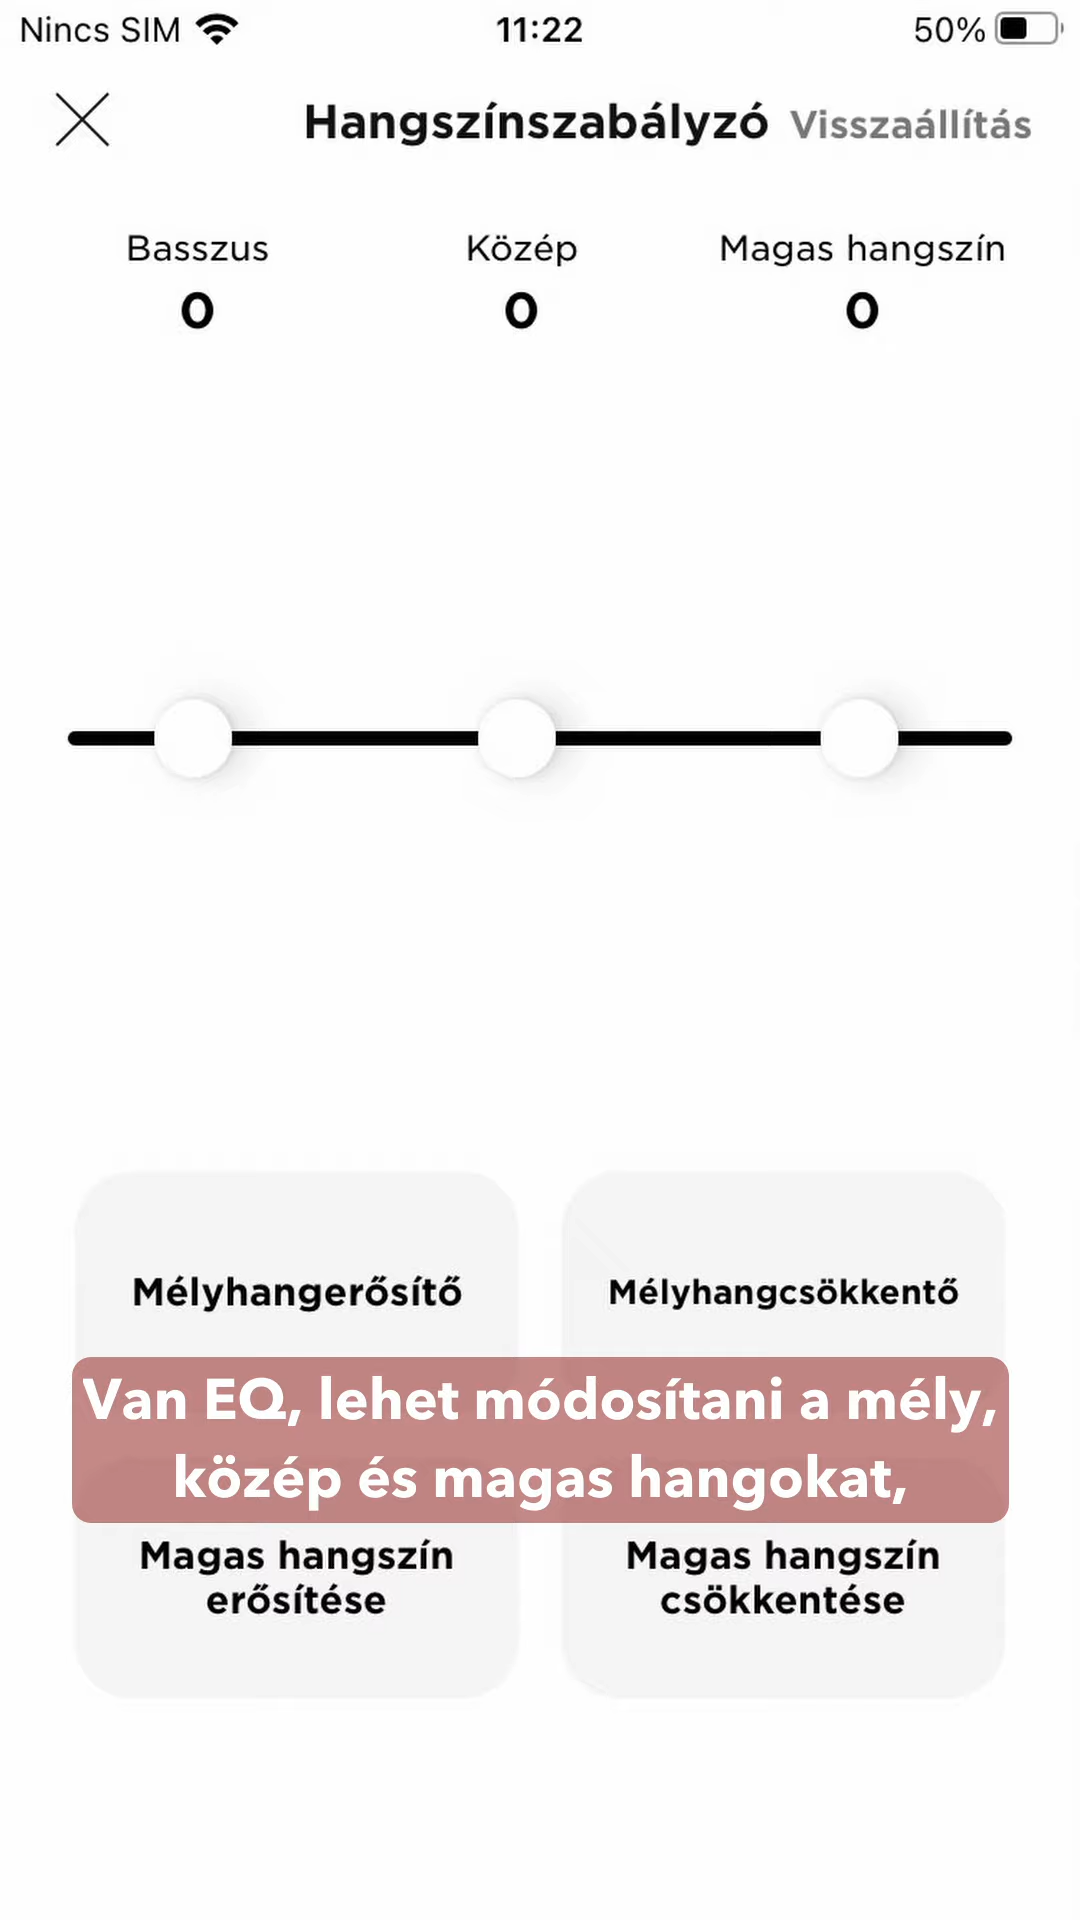 Nincs SIM 11:22 50%
Hangszínszabályzó Visszaállítás
Basszus Közép Magas hangszín
0 0 0
Mélyhangerősítő Mélyhangcsökkentő
Van EQ, lehet módosítani a mély,
közép és magas hangokat,
Magas hangszín
erősítése
Magas hangszín
csökkentése